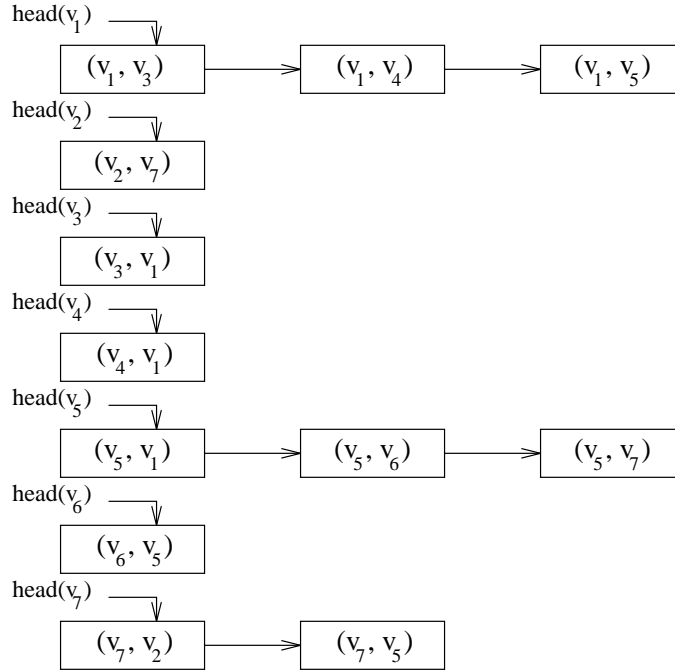 head(v₁)
(v₁, v₃) (v₁, v₄) (v₁, v₅)
head(v₂)
(v₂, v₇)
head(v₃)
(v₃, v₁)
head(v₄)
(v₄, v₁)
head(v₅)
(v₅, v₁) (v₅, v₆) (v₅, v₇)
head(v₆)
(v₆, v₅)
head(v₇)
(v₇, v₂) (v₇, v₅)